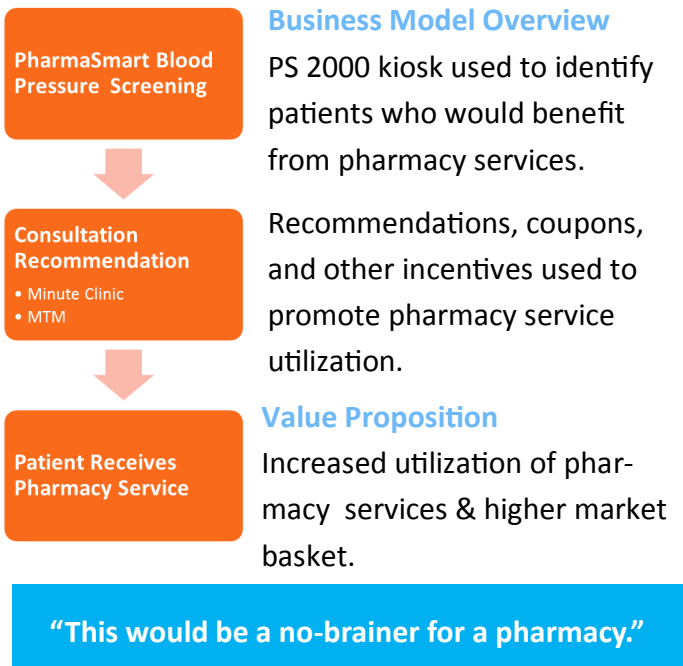 PharmaSmart Blood
Pressure Screening
Business Model Overview
PS 2000 kiosk used to identify
patients who would benefit
from pharmacy services.
Consultation
Recommendation
• Minute Clinic
• MTM
Recommendations, coupons,
and other incentives used to
promote pharmacy service
utilization.
Patient Receives
Pharmacy Service
Value Proposition
Increased utilization of phar-
macy services & higher market
basket.
“This would be a no-brainer for a pharmacy.”